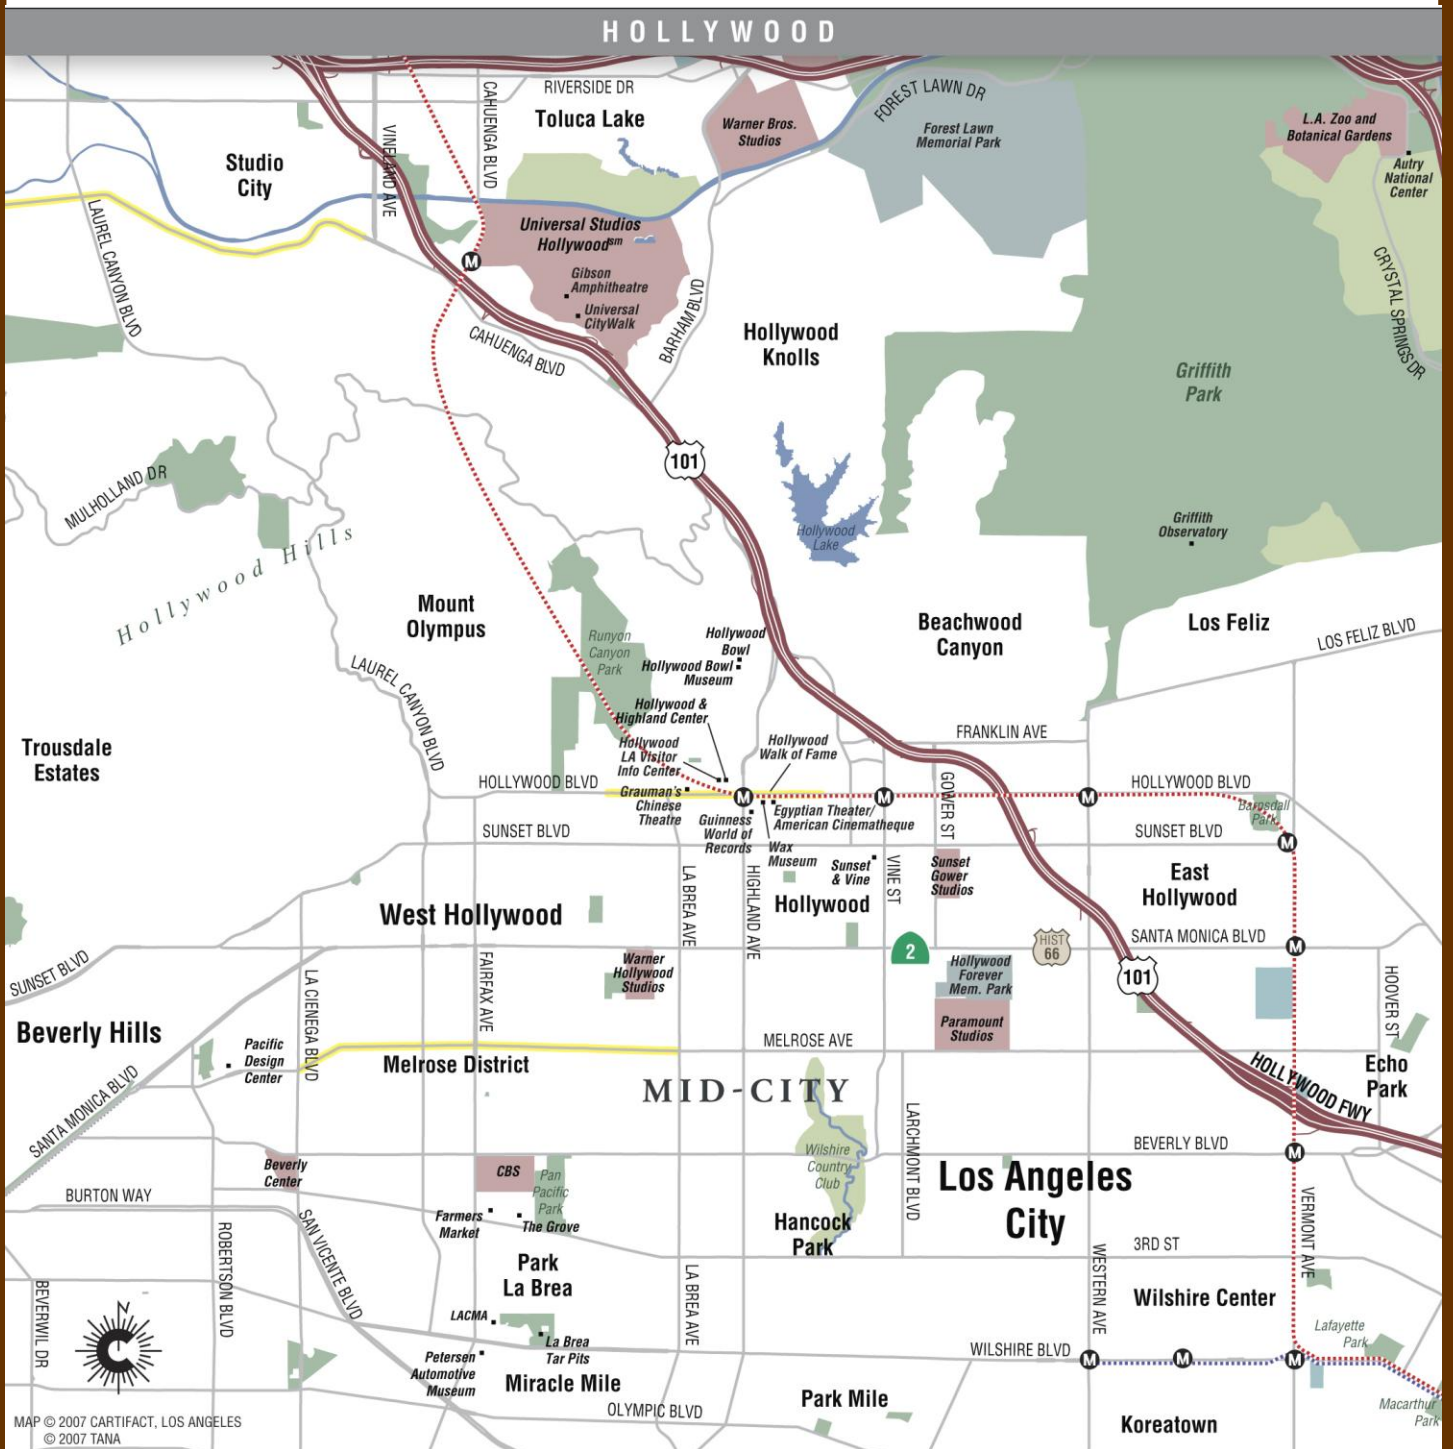 HOLLYWOOD
RIVERSIDE DR
FOREST LAWN DR
CAHUENGA BLVD
Toluca Lake
Warner Bros.
Studios
Forest Lawn
Memorial Park
L.A. Zoo and
Botanical Gardens
VINELAND AVE
Studio
City
Autry
National
Center
LAUREL CANYON BLVD
Universal Studios
Hollywoodsm
M
Gibson
Amphitheatre
Universal
CityWalk
BARHAM BLVD
CRYSTAL SPRINGS DR
CAHUENGA BLVD
Hollywood
Knolls
Griffith
Park
101
MULHOLLAND DR
Hollywood Hills
Hollywood
Lake
Griffith
Observatory
Mount
Olympus
Runyon
Canyon
Park
Hollywood
Bowl
Hollywood Bowl
Museum
Beachwood
Canyon
Los Feliz
LOS FELIZ BLVD
LAUREL CANYON BLVD
Hollywood &
Highland Center
Trousdale
Estates
Hollywood
LA Visitor
Info Center
Hollywood
Walk of Fame
FRANKLIN AVE
HOLLYWOOD BLVD
Grauman's
Chinese
Theatre
M
M
GOWER ST
M
HOLLYWOOD BLVD
Barnsdall
Park
Guinness
World of
Records
Egyptian Theater/
American Cinematheque
SUNSET BLVD
SUNSET BLVD
M
Wax
Museum
Sunset
& Vine
VINE ST
Sunset
Gower
Studios
East
Hollywood
LA BREA AVE
HIGHLAND AVE
West Hollywood
Hollywood
SANTA MONICA BLVD
M
2
HIST
66
SUNSET BLVD
LA CIENEGA BLVD
FAIRFAX AVE
Warner
Hollywood
Studios
Hollywood
Forever
Mem. Park
101
HOOVER ST
Beverly Hills
Paramount
Studios
Pacific
Design
Center
MELROSE AVE
Melrose District
HOLLYWOOD FWY
Echo
Park
MID-CITY
SANTA MONICA BLVD
LARCHMONT BLVD
BEVERLY BLVD
M
Wilshire
Country
Club
Beverly
Center
CBS
Pan
Pacific
Park
Los Angeles
City
BURTON WAY
Farmers
Market
The Grove
Hancock
Park
VERMONT AVE
ROBERTSON BLVD
SAN VICENTE BLVD
3RD ST
WESTERN AVE
Park
La Brea
LA BREA AVE
BEVERWIL DR
Wilshire Center
N
C
LACMA
La Brea
Tar Pits
Lafayette
Park
WILSHIRE BLVD
M
M
M
Petersen
Automotive
Museum
Miracle Mile
Park Mile
Macarthur
Park
OLYMPIC BLVD
Koreatown
MAP © 2007 CARTIFACT, LOS ANGELES
© 2007 TANA